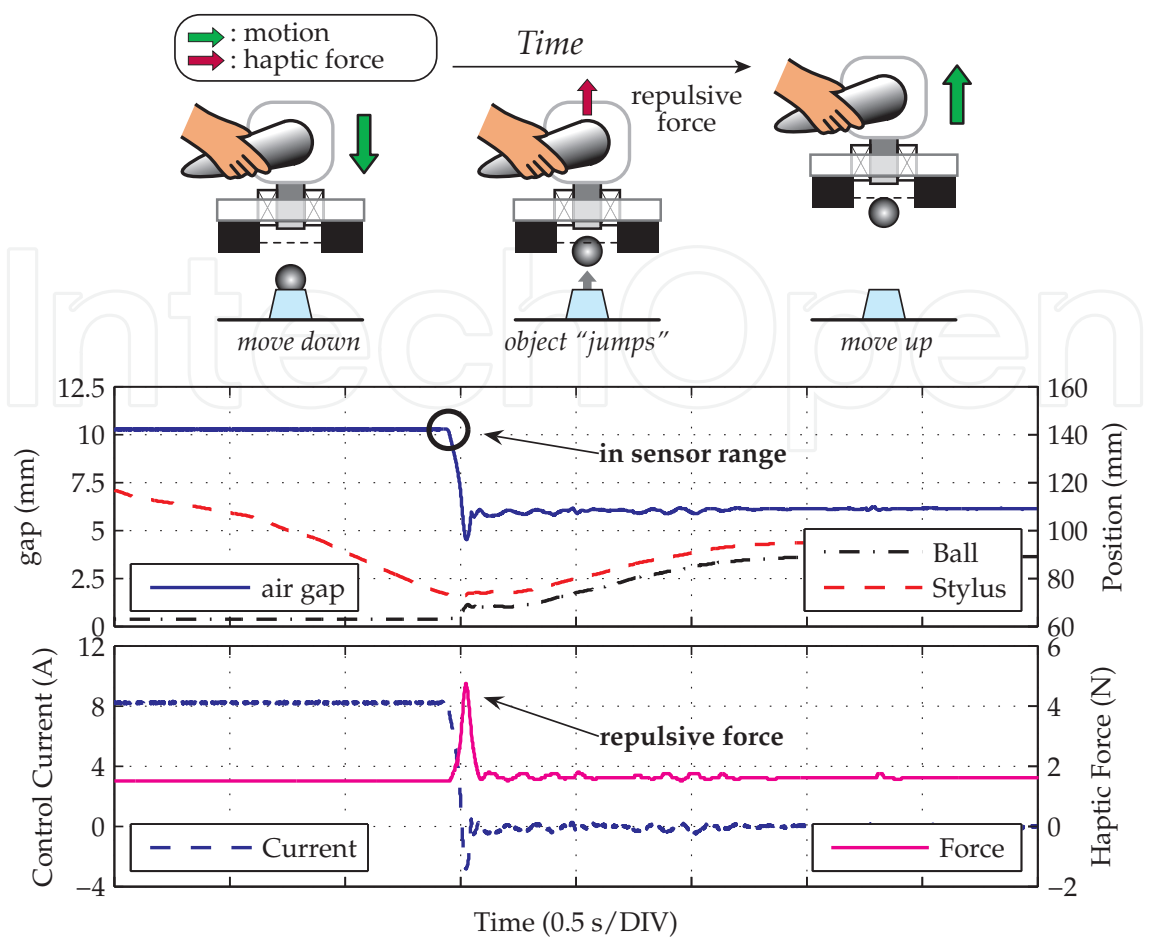 : motion
: haptic force
Time
repulsive
force
move down
object “jumps”
move up
IntechOpen
12.5
10
7.5
5
2.5
0
gap (mm)
160
140
120
100
80
60
Position (mm)
in sensor range
air gap
Ball
Stylus
12
8
4
0
−4
Control Current (A)
6
4
2
0
−2
Haptic Force (N)
repulsive force
Current
Force
Time (0.5 s/DIV)